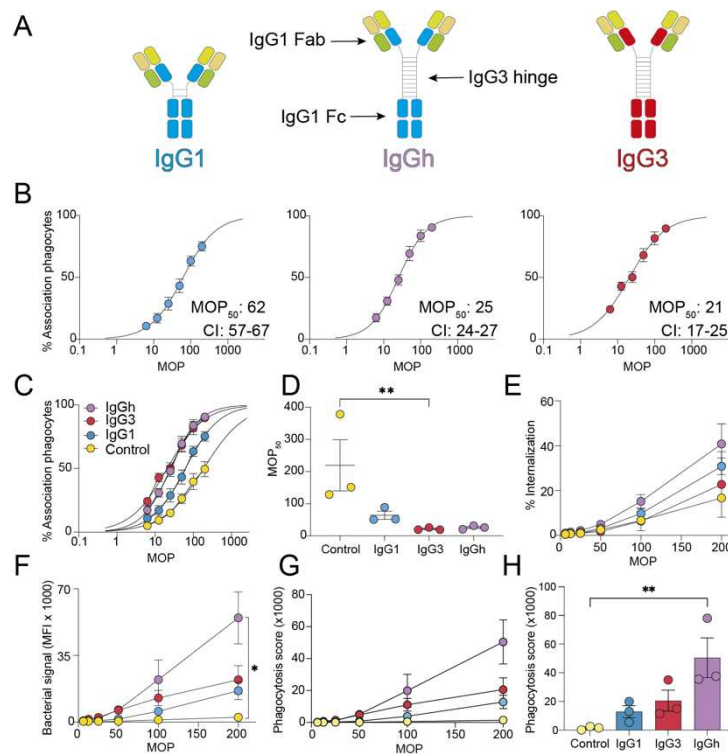 A
IgG1 Fab
IgG3 hinge
IgG1 Fc
IgG1
IgGh
IgG3
B
% Association phagocytes
100
50
0
0.1 1 10 100 1000
MOP
MOP50: 62
CI: 57-67
100
50
0
0.1 1 10 100 1000
MOP
MOP50: 25
CI: 24-27
100
50
0
0.1 1 10 100 1000
MOP
MOP50: 21
CI: 17-25
C
% Association phagocytes
100
50
0
0.1 1 10 100 1000
MOP
IgGh
IgG3
IgG1
Control
D
MOP50
400
300
200
100
0
**
Control IgG1 IgG3 IgGh
E
% Internalization
60
40
20
0
0 50 100 150 200
MOP
F
Bacterial signal (MFI x 1000)
70
35
0
0 50 100 150 200
MOP
*
G
Phagocytosis score (x1000)
100
80
60
40
20
0
0 50 100 150 200
MOP
H
Phagocytosis score (x1000)
100
80
60
40
20
0
**
Control IgG1 IgG3 IgGh